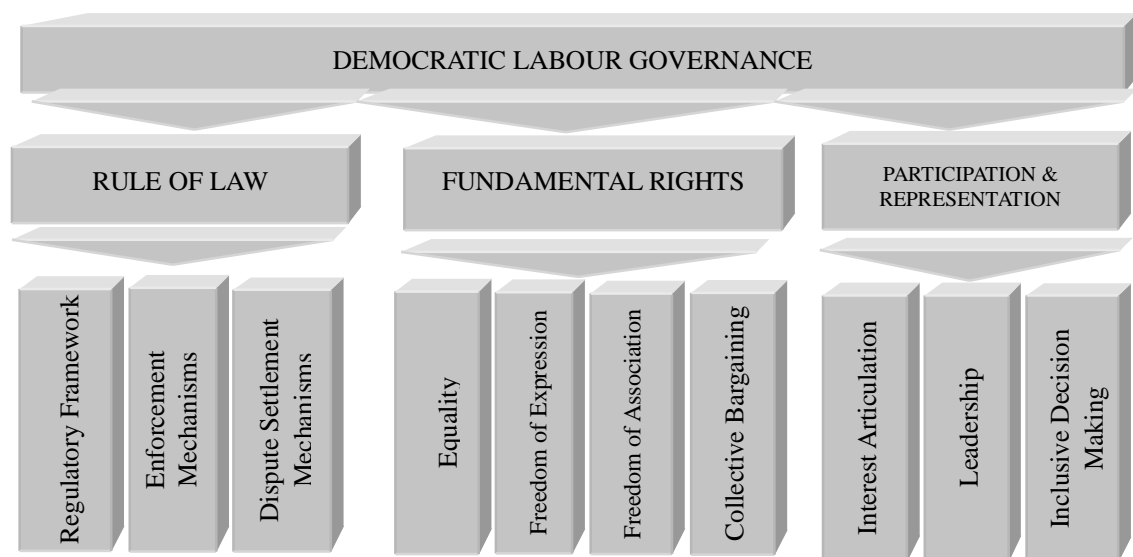 DEMOCRATIC LABOUR GOVERNANCE
RULE OF LAW
FUNDAMENTAL RIGHTS
PARTICIPATION &
REPRESENTATION
Regulatory Framework
Enforcement
Mechanisms
Dispute Settlement
Mechanisms
Equality
Freedom of Expression
Freedom of Association
Collective Bargaining
Interest Articulation
Leadership
Inclusive Decision
Making